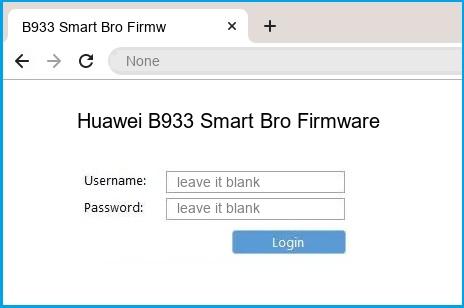 B933 Smart Bro Firmw
None
Huawei B933 Smart Bro Firmware
Username: leave it blank
Password: leave it blank
Login